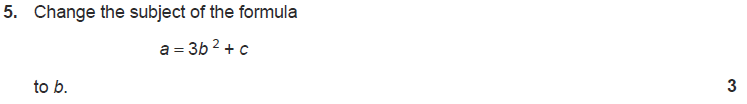 5. Change the subject of the formula
a = 3b² + c
to b. 3